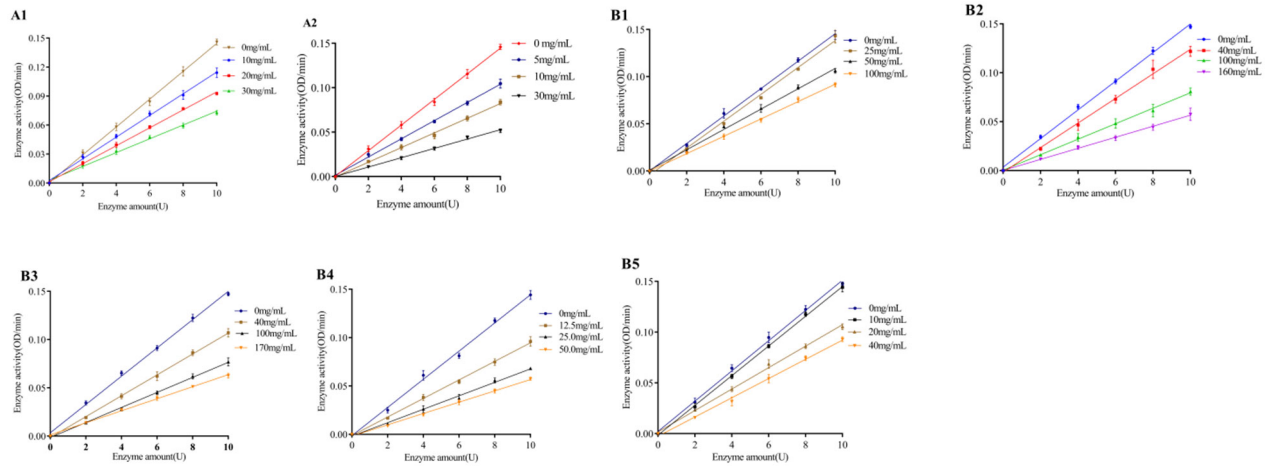 A1
Enzyme activity(OD/min)
0.15
0.12
0.09
0.06
0.03
0.00
0 2 4 6 8 10
Enzyme amount(U)
0mg/mL
10mg/mL
20mg/mL
30mg/mL
A2
Enzyme activity(OD/min)
0.15
0.10
0.05
0.00
0 2 4 6 8 10
Enzyme amount(U)
0 mg/mL
5mg/mL
10mg/mL
30mg/mL
B1
Enzyme activity(OD/min)
0.15
0.10
0.05
0.00
0 2 4 6 8 10
Enzyme amount(U)
0mg/mL
25mg/mL
50mg/mL
100mg/mL
B2
Enzyme activity(OD/min)
0.15
0.10
0.05
0.00
0 2 4 6 8 10
Enzyme amount(U)
0mg/mL
40mg/mL
100mg/mL
160mg/mL
B3
Enzyme activity(OD/min)
0.15
0.10
0.05
0.00
0 2 4 6 8 10
Enzyme amount(U)
0mg/mL
40mg/mL
100mg/mL
170mg/mL
B4
Enzyme activity(OD/min)
0.15
0.10
0.05
0.00
0 2 4 6 8 10
Enzyme amount(U)
0mg/mL
12.5mg/mL
25.0mg/mL
50.0mg/mL
B5
Enzyme activity(OD/min)
0.15
0.10
0.05
0.00
0 2 4 6 8 10
Enzyme amount(U)
0mg/mL
10mg/mL
20mg/mL
40mg/mL